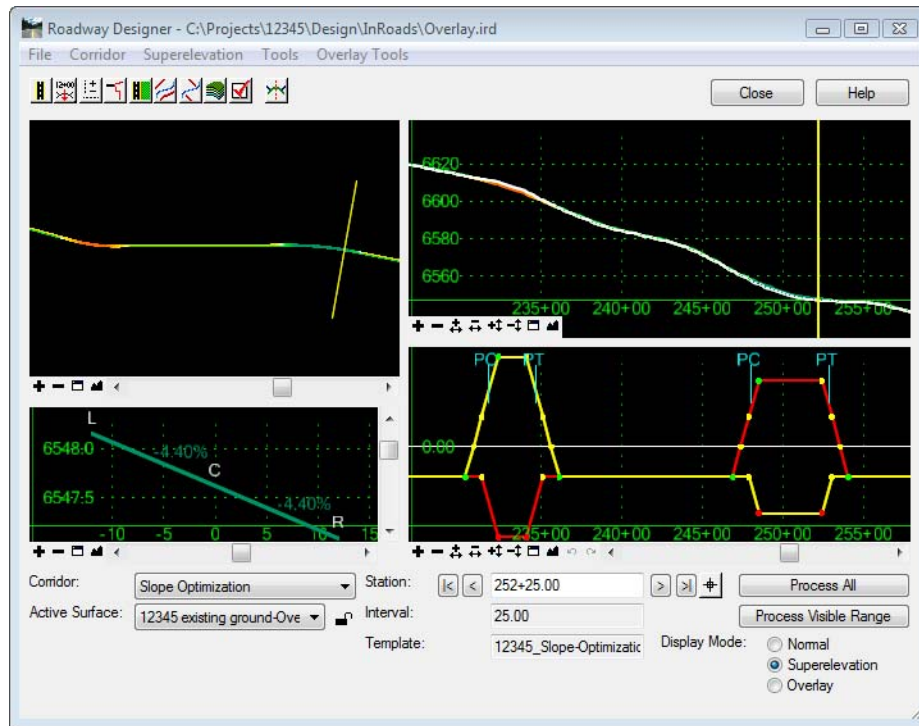 Roadway Designer - C:\Projects\12345\Design\InRoads\Overlay.ird
File Corridor Superelevation Tools Overlay Tools
12+00
Close Help
6620
6600
6580
6560
235+00 240+00 245+00 250+00 255+00
L
6548.0
-4.40%
C
-4.40%
6547.5
R
-10 -5 0 5 10 15
PC PT PC PT
0.00
235+00 240+00 245+00 250+00 255+00
Corridor: Slope Optimization Station: |< < 252+25.00 > >| Process All
Active Surface: 12345 existing ground-Ove Interval: 25.00 Process Visible Range
Template: 12345_Slope-Optimizatic Display Mode: Normal
Superelevation
Overlay